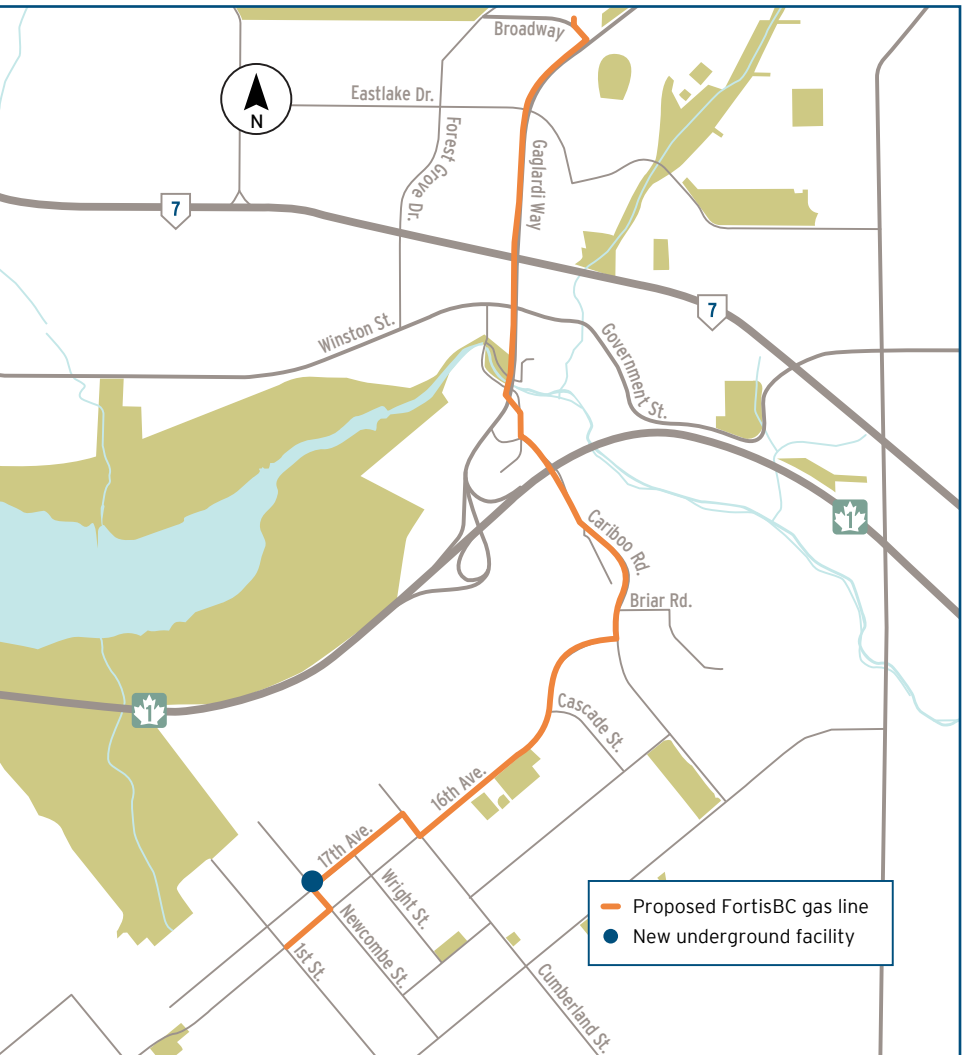 Broadway
Eastlake Dr.
N
Forest Grove Dr.
Gaglardi Way
7
7
Winston St.
Government St.
1
Cariboo Rd.
Briar Rd.
1
Cascade St.
16th Ave.
17th Ave.
Wright St.
Newcombe St.
1st St.
Cumberland St.
Proposed FortisBC gas line
New underground facility